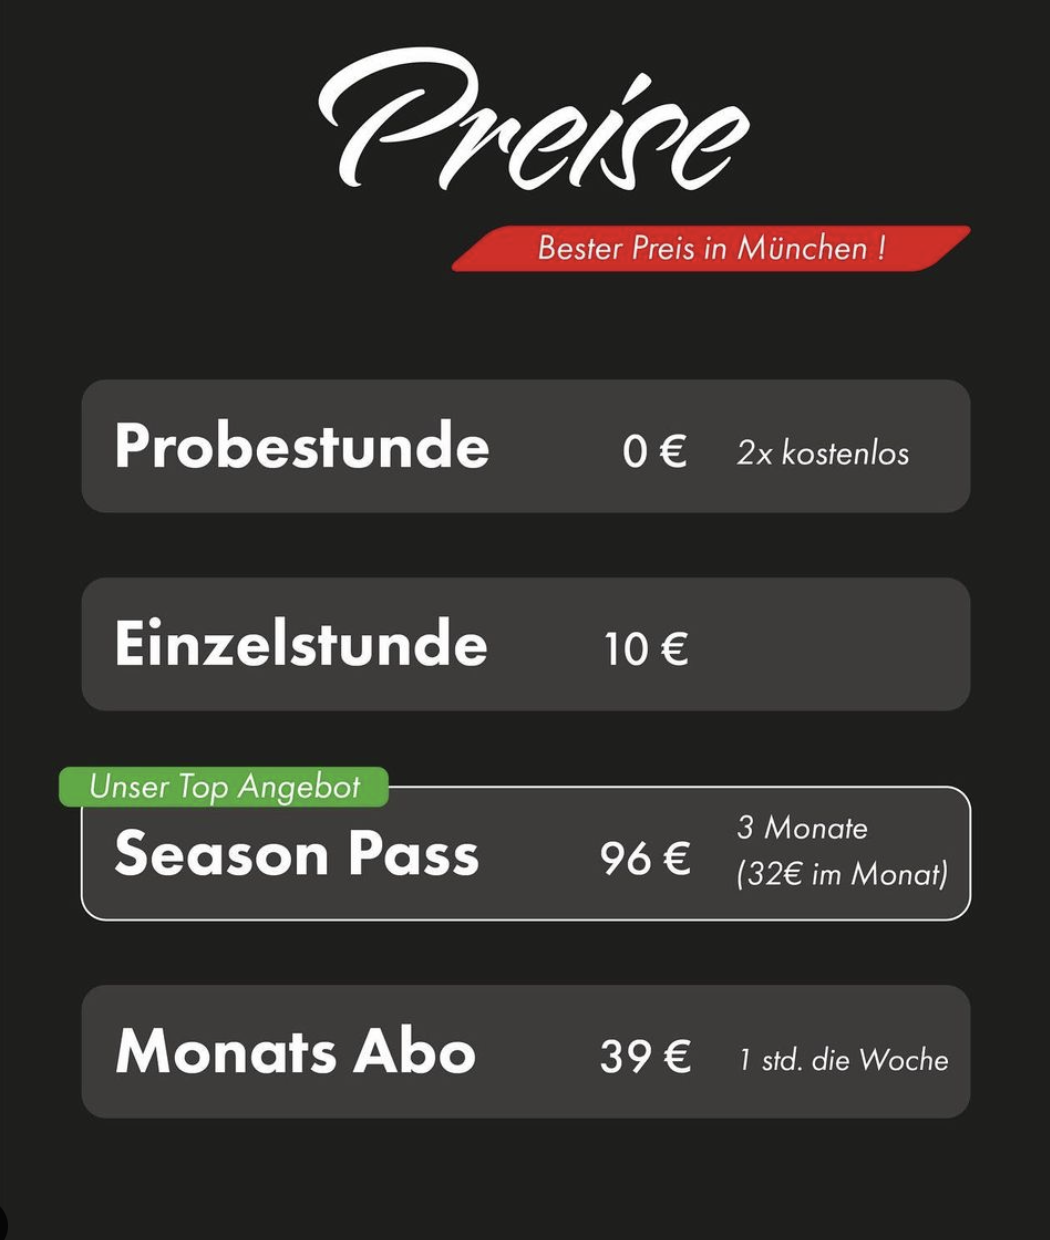 Preise
Bester Preis in München !
Probestunde 0 € 2x kostenlos
Einzelstunde 10 €
Unser Top Angebot
Season Pass 96 € 3 Monate
(32€ im Monat)
Monats Abo 39 € 1 std. die Woche